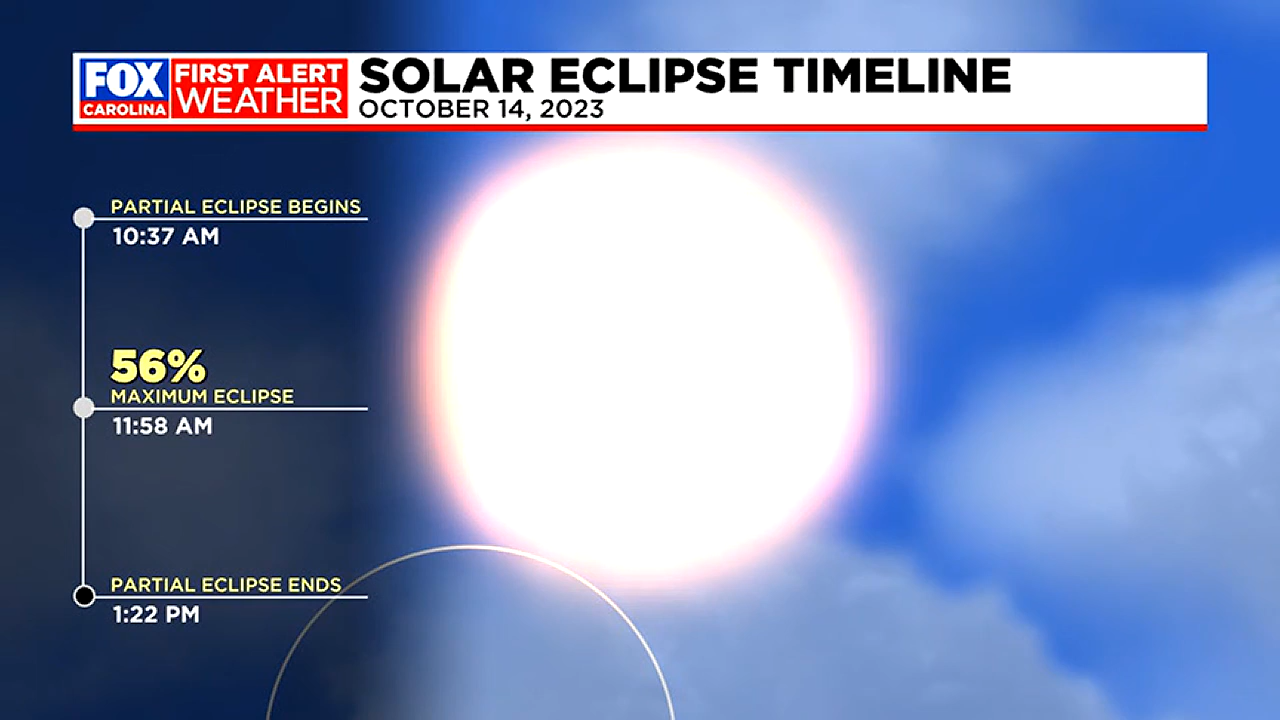 FOX
CAROLINA
FIRST ALERT
WEATHER
SOLAR ECLIPSE TIMELINE
OCTOBER 14, 2023
PARTIAL ECLIPSE BEGINS
10:37 AM
56%
MAXIMUM ECLIPSE
11:58 AM
PARTIAL ECLIPSE ENDS
1:22 PM